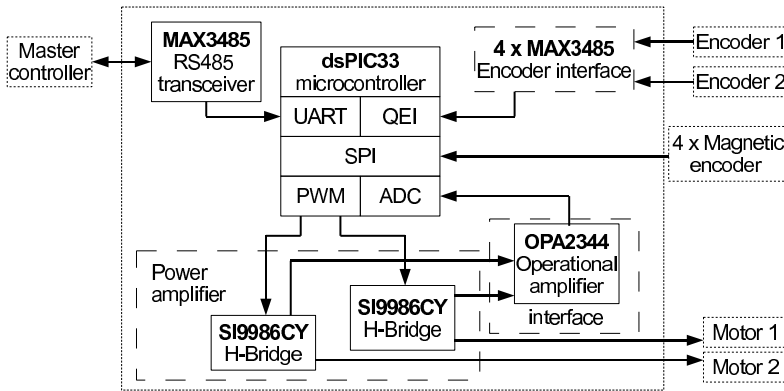 Master
controller
MAX3485
RS485
transceiver
dsPIC33
microcontroller
UART
QEI
SPI
PWM
ADC
4 x MAX3485
Encoder interface
Encoder 1
Encoder 2
4 x Magnetic
encoder
Power
amplifier
SI9986CY
H-Bridge
SI9986CY
H-Bridge
OPA2344
Operational
amplifier
interface
Motor 1
Motor 2